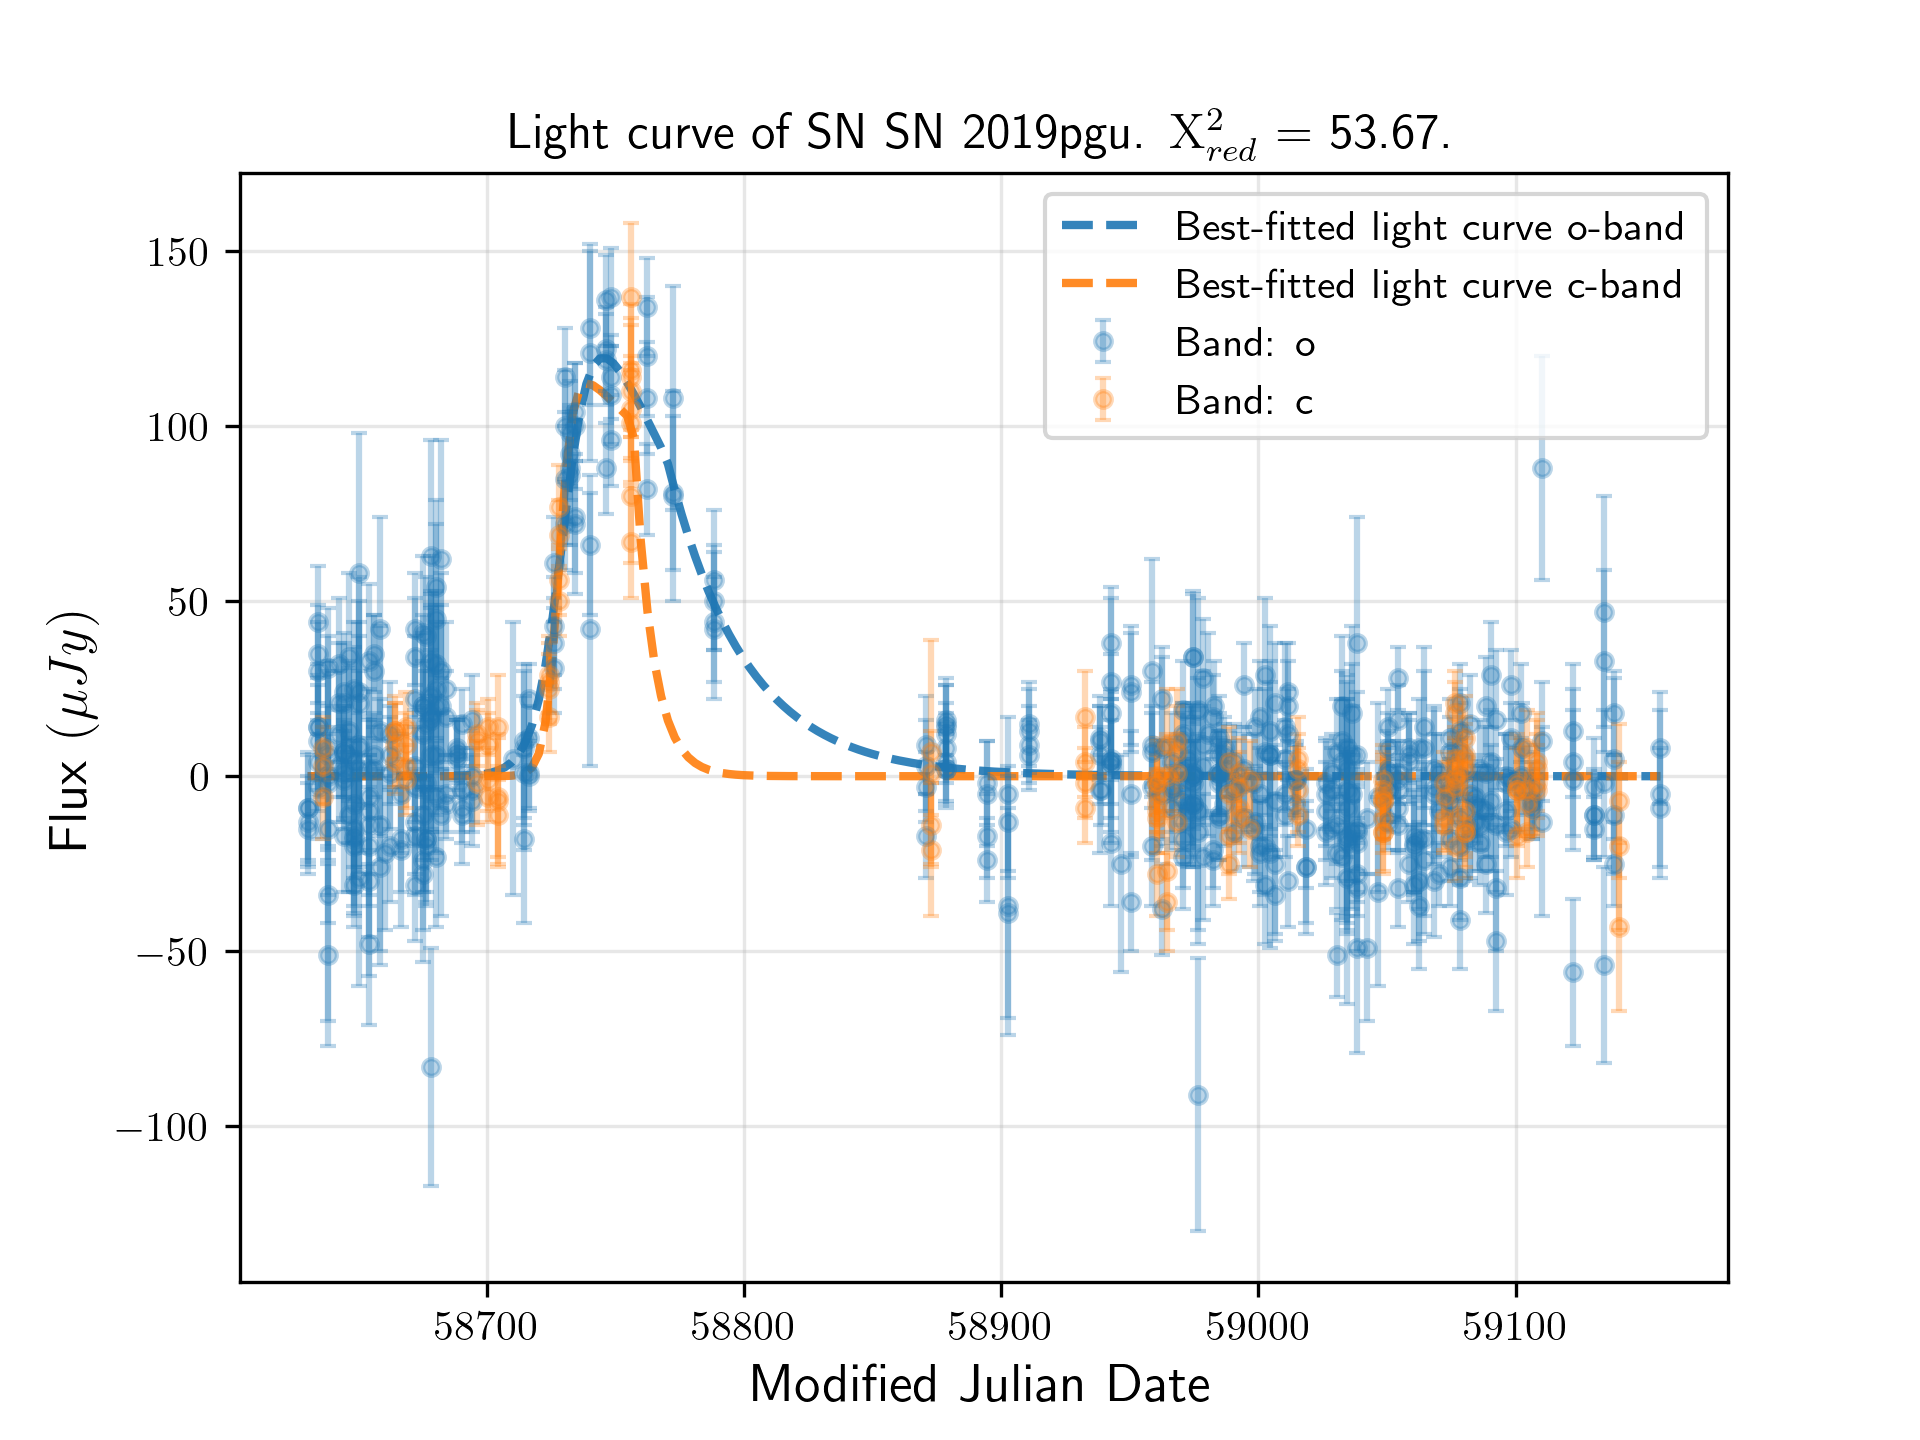 Light curve of SN SN 2019pgu. X²_red = 53.67.
Best-fitted light curve o-band
Best-fitted light curve c-band
Band: o
Band: c
150
100
50
0
−50
−100
Flux (μJy)
58700 58800 58900 59000 59100
Modified Julian Date